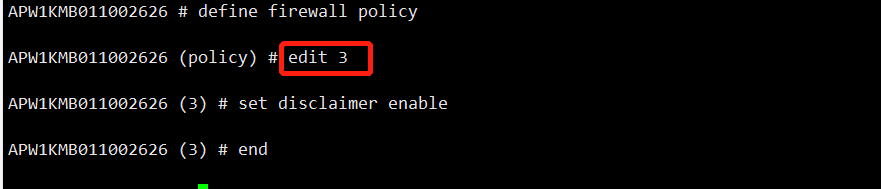 APW1KMB011002626 # define firewall policy
APW1KMB011002626 (policy) # edit 3
APW1KMB011002626 (3) # set disclaimer enable
APW1KMB011002626 (3) # end